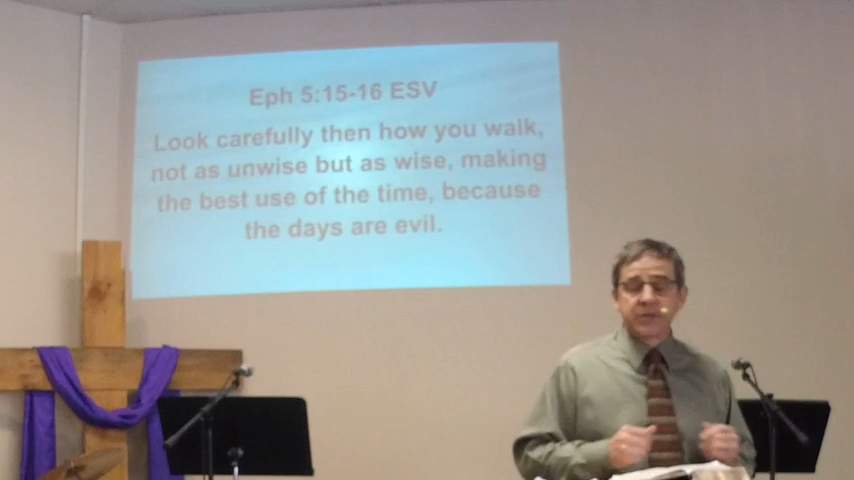 Eph 5:15-16 ESV
Look carefully then how you walk,
not as unwise but as wise, making
the best use of the time, because
the days are evil.